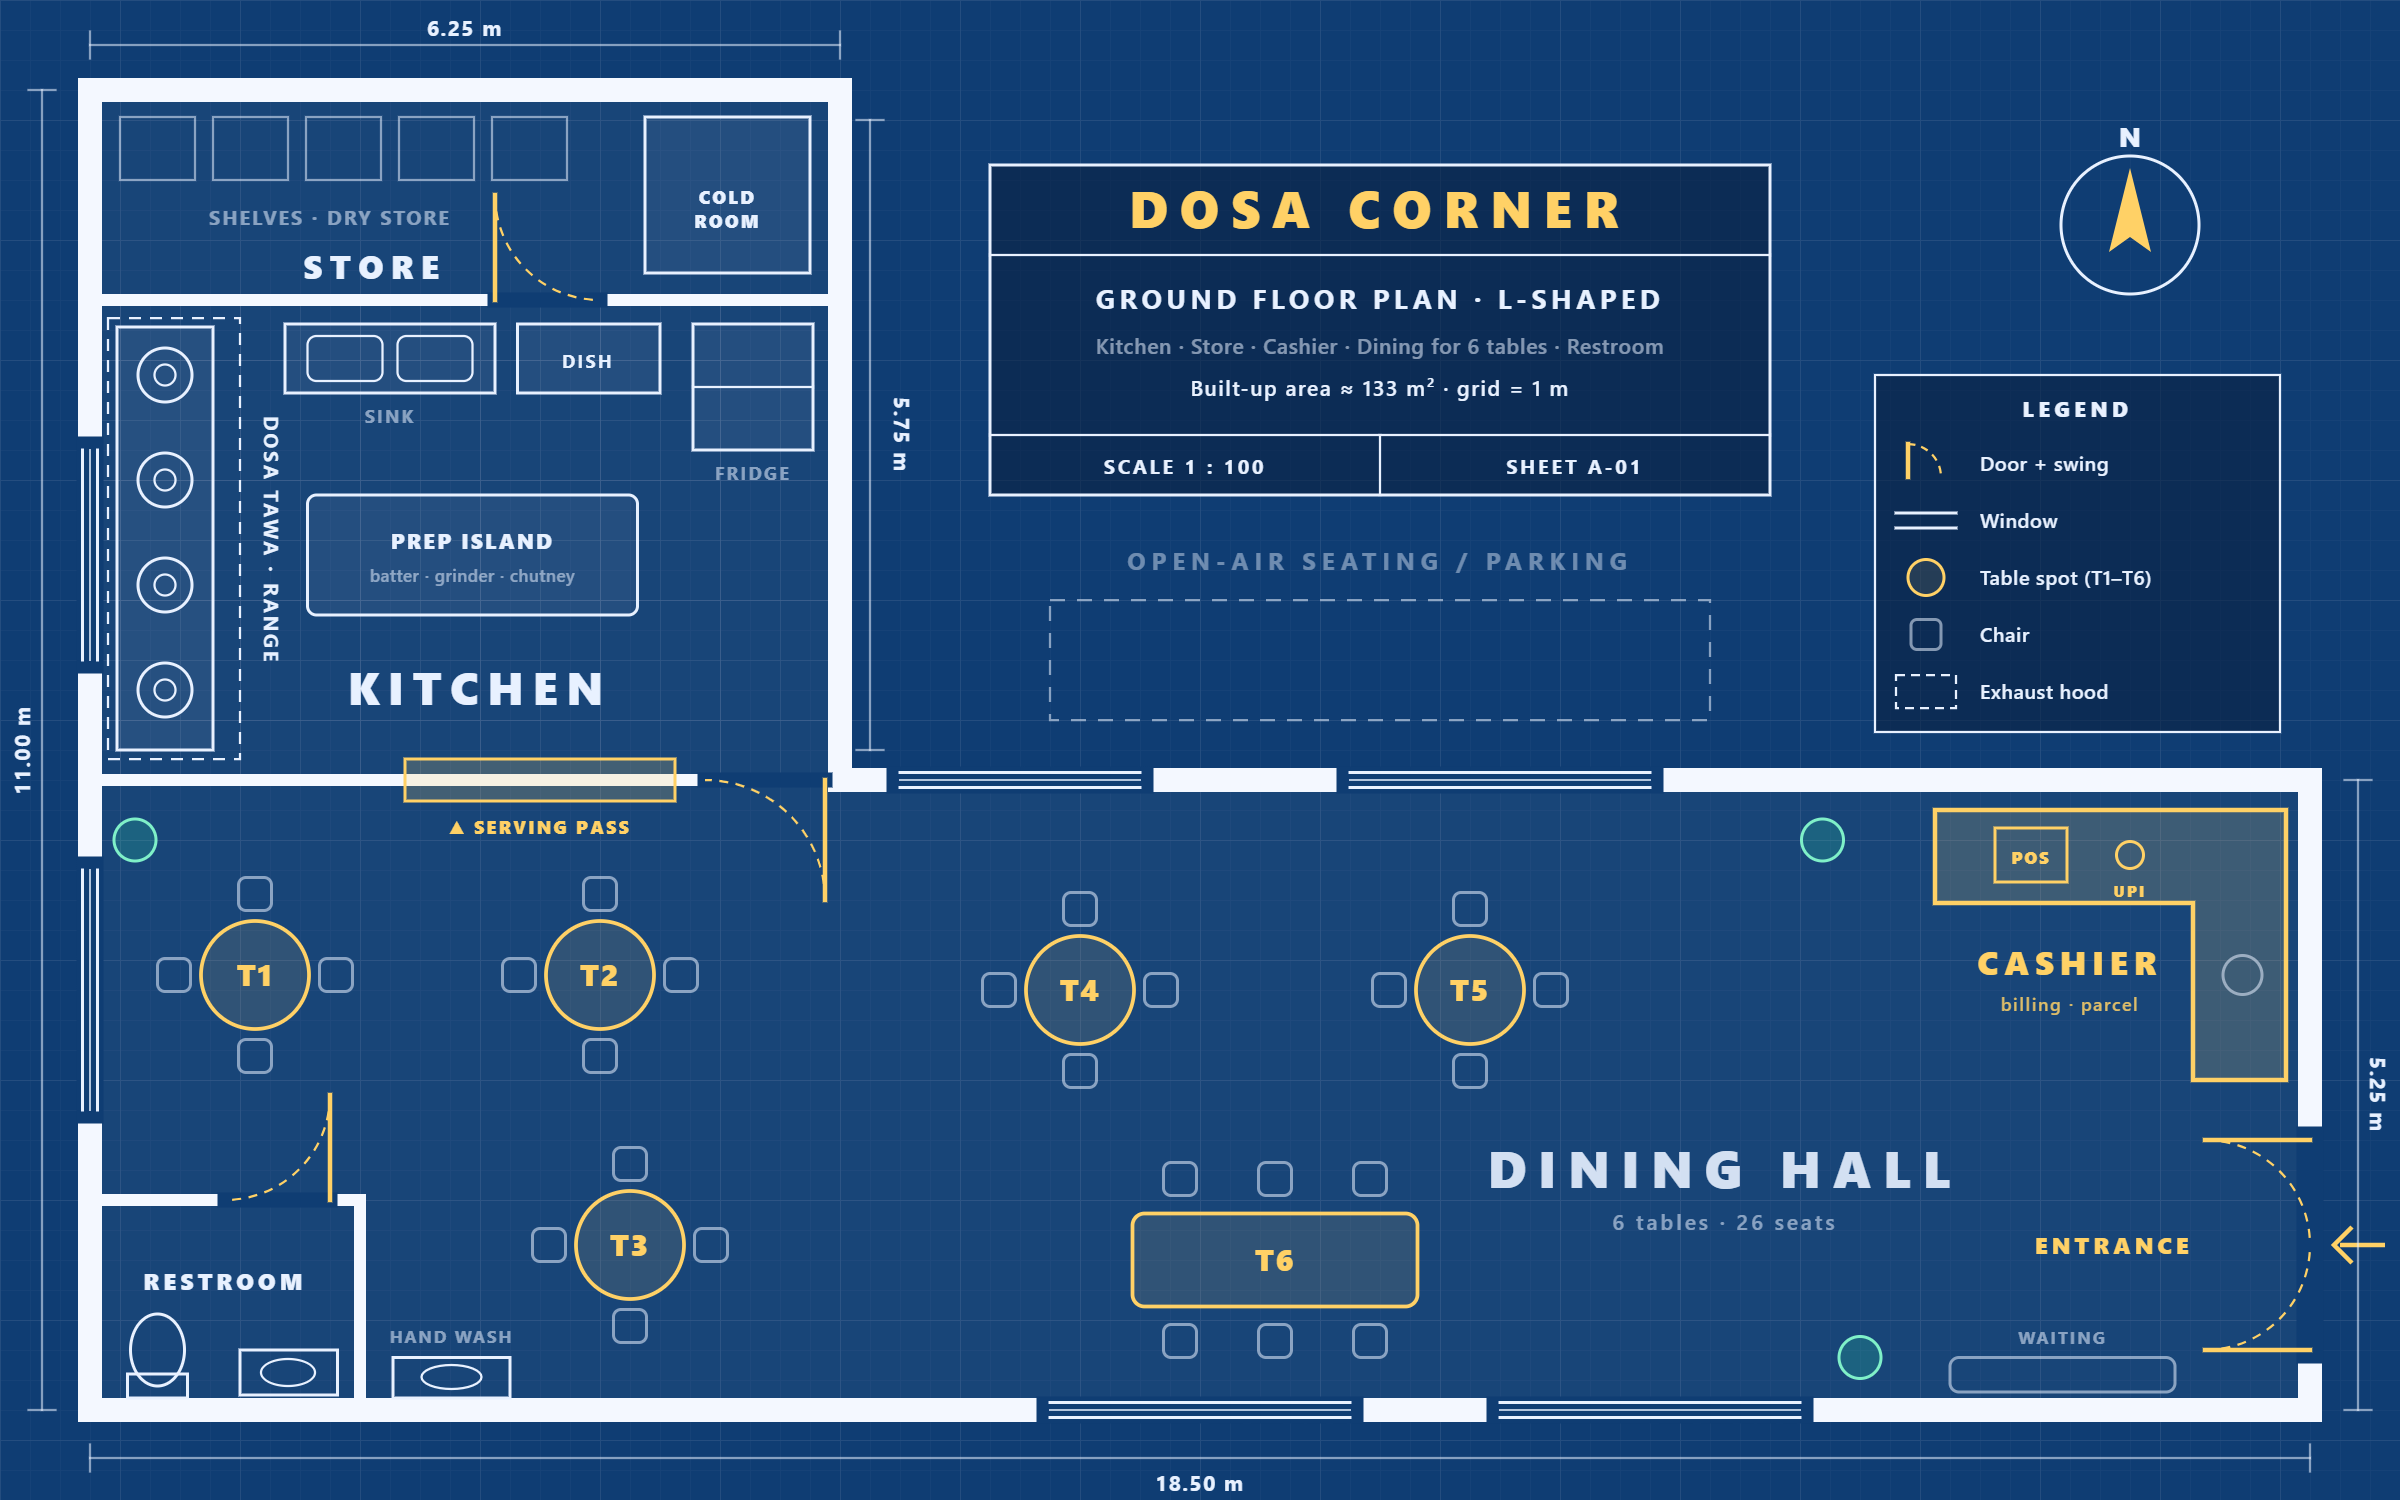 6.25 m
11.00 m
SHELVES · DRY STORE
STORE
COLD
ROOM
DOSA TAWA · RANGE
SINK
DISH
FRIDGE
PREP ISLAND
batter · grinder · chutney
KITCHEN
5.75 m
DOSA CORNER
GROUND FLOOR PLAN · L-SHAPED
Kitchen · Store · Cashier · Dining for 6 tables · Restroom
Built-up area ≈ 133 m² · grid = 1 m
SCALE 1 : 100
SHEET A-01
OPEN-AIR SEATING / PARKING
N
LEGEND
Door + swing
Window
Table spot (T1–T6)
Chair
Exhaust hood
▲ SERVING PASS
T1
T2
T4
T5
POS
UPI
CASHIER
billing · parcel
5.25 m
T3
T6
DINING HALL
6 tables · 26 seats
ENTRANCE
WAITING
RESTROOM
HAND WASH
18.50 m